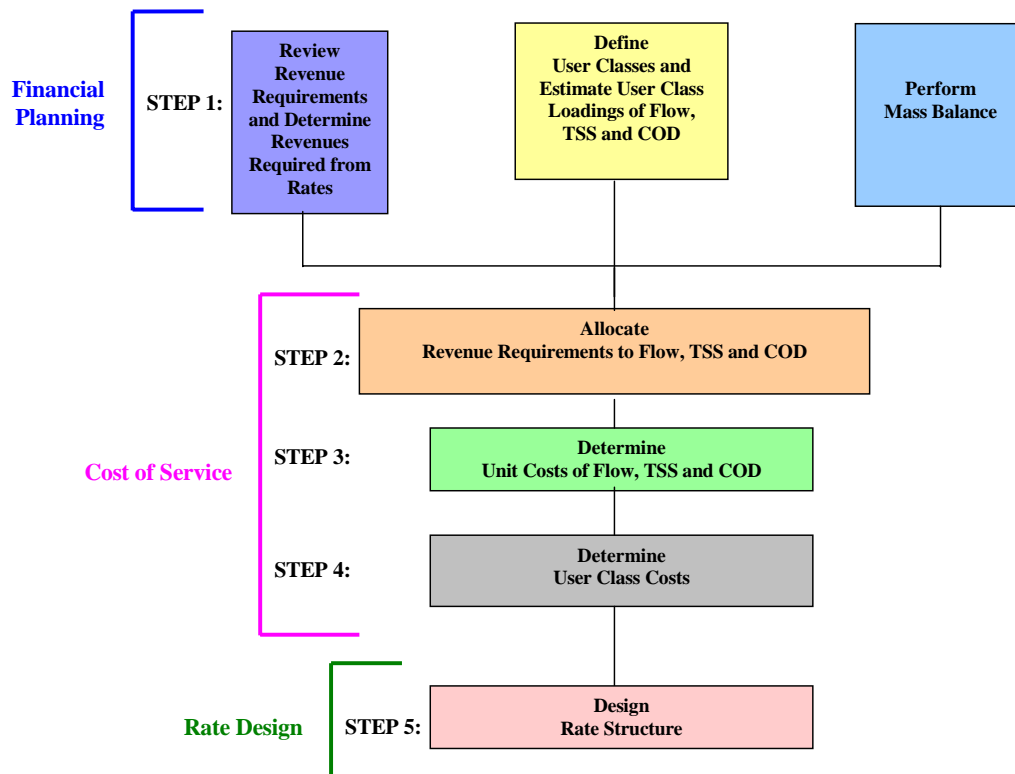 Financial
Planning
STEP 1:
Review
Revenue
Requirements
and Determine
Revenues
Required from
Rates
Define
User Classes and
Estimate User Class
Loadings of Flow,
TSS and COD
Perform
Mass Balance
Cost of Service
STEP 2:
Allocate
Revenue Requirements to Flow, TSS and COD
STEP 3:
Determine
Unit Costs of Flow, TSS and COD
STEP 4:
Determine
User Class Costs
Rate Design
STEP 5:
Design
Rate Structure